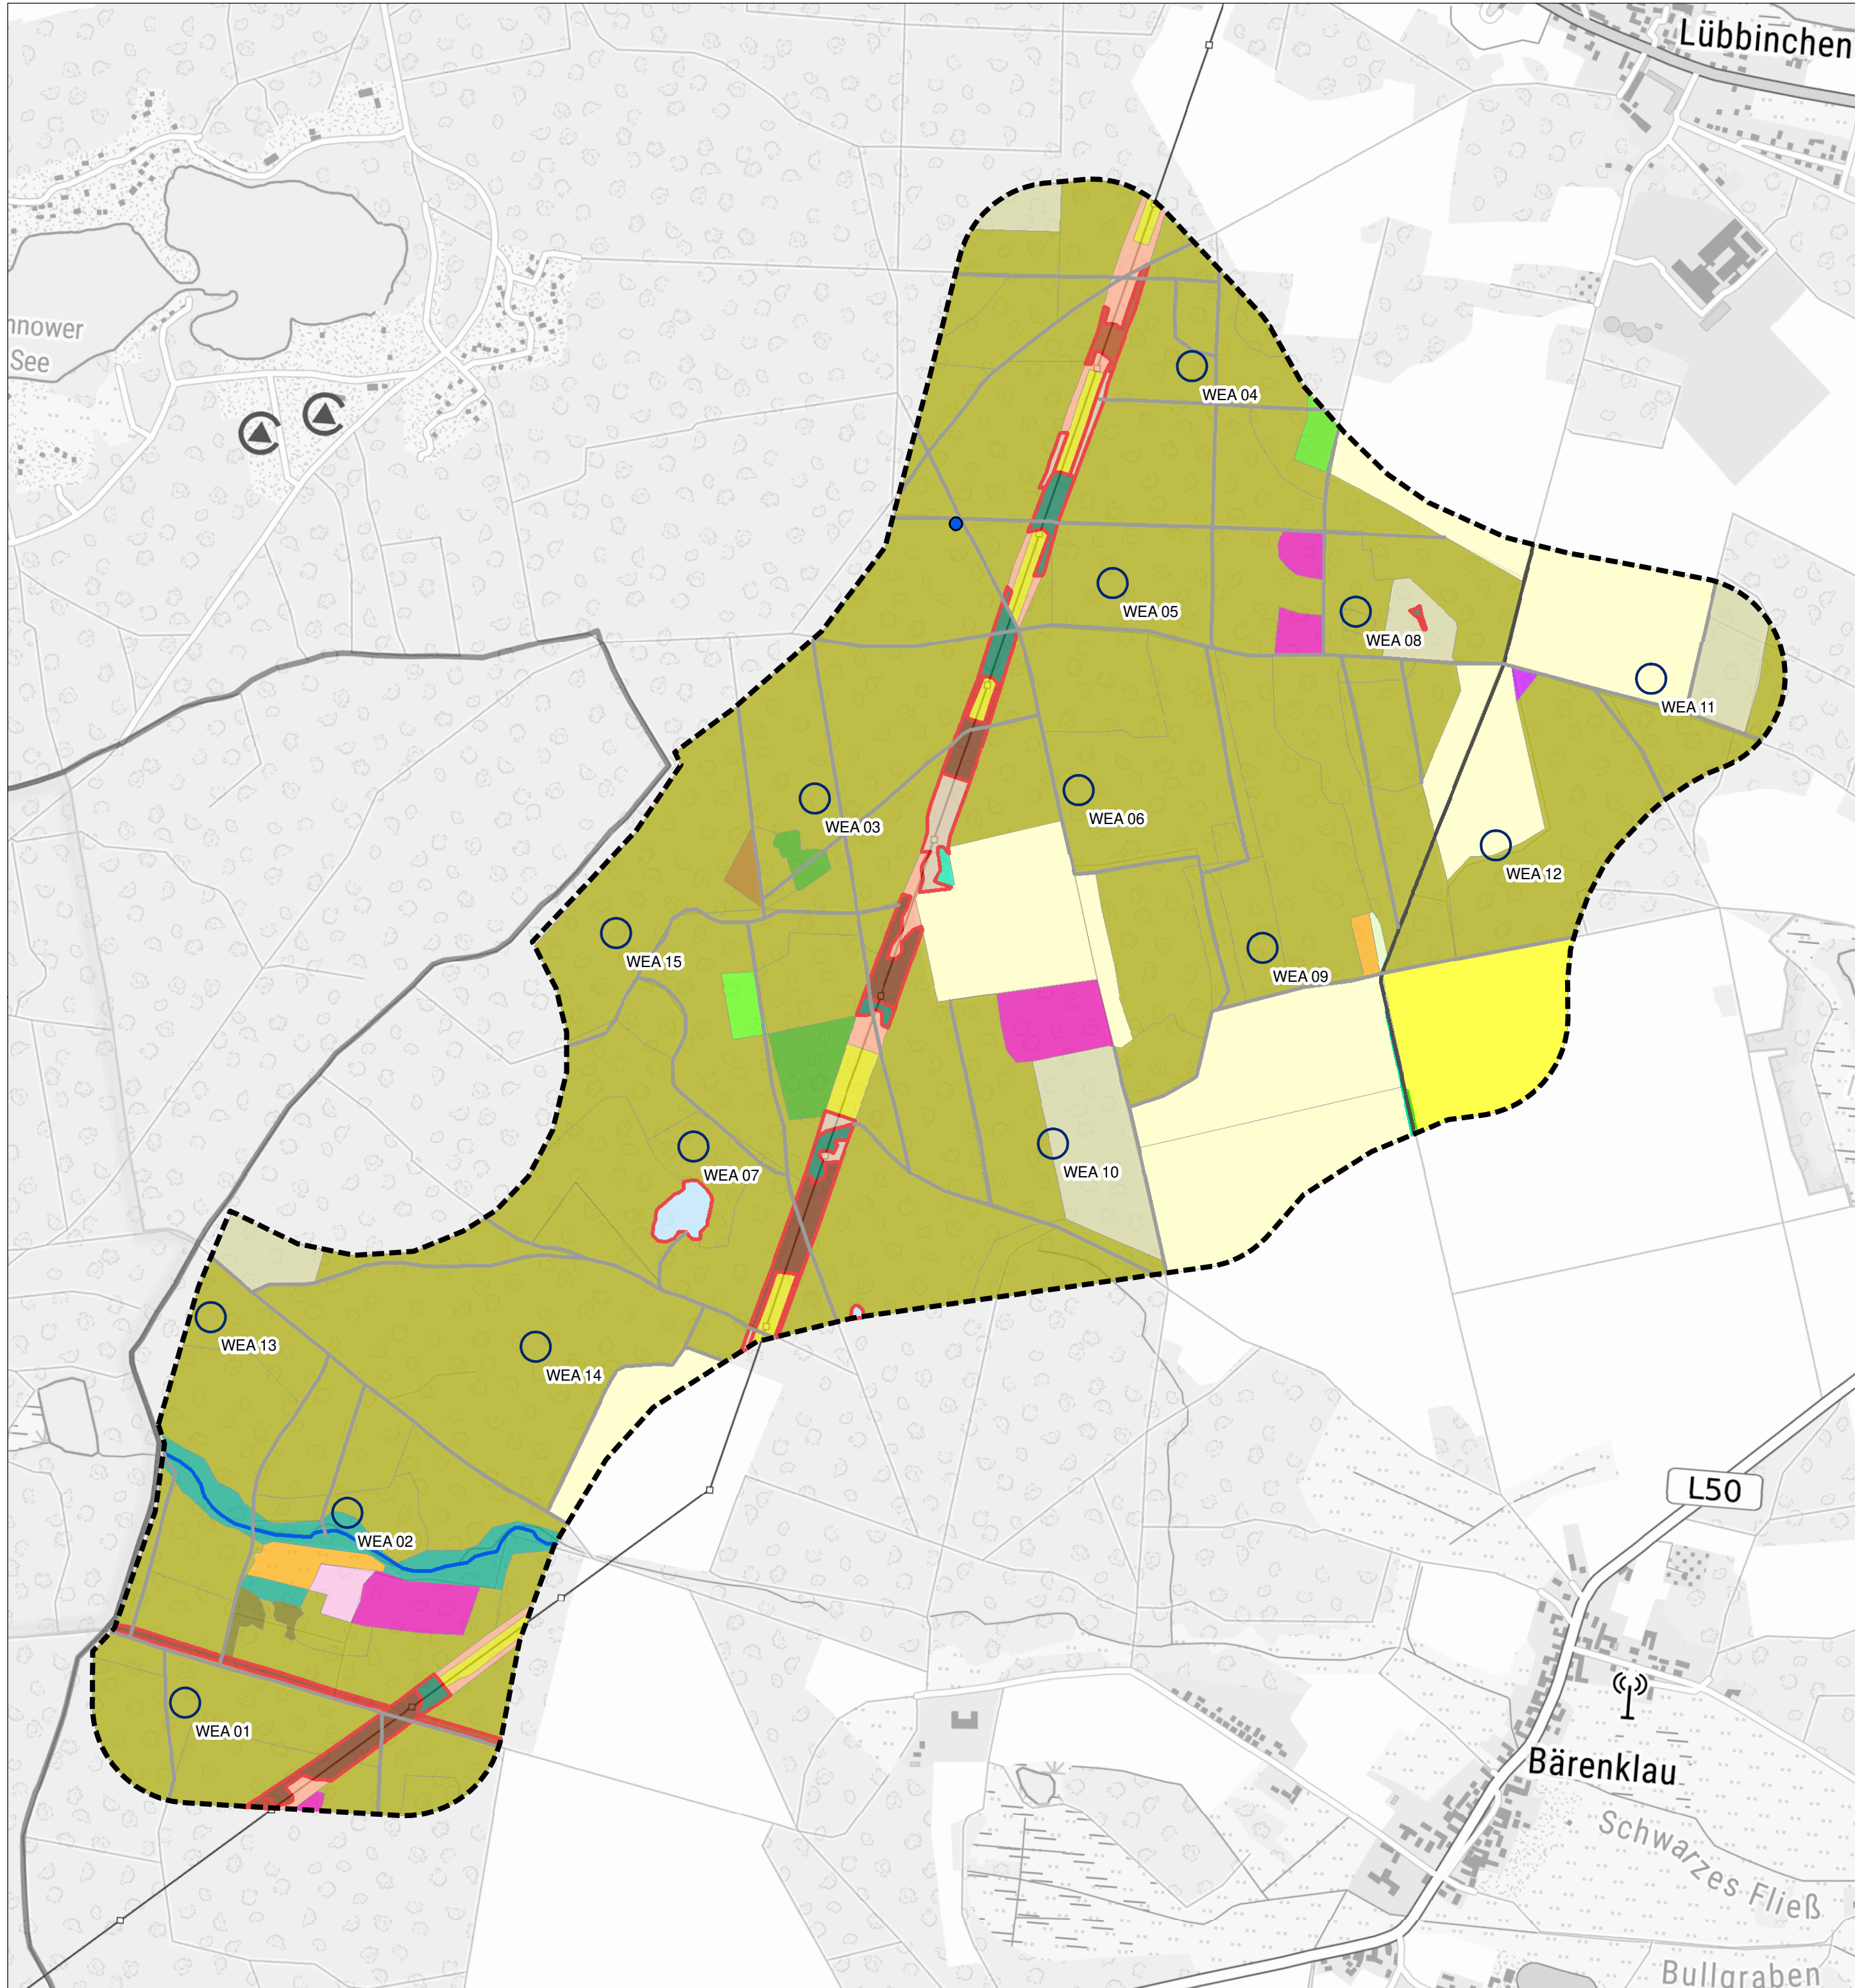 Lübbinchen
nnower
See
WEA 04
WEA 05
WEA 08
WEA 11
WEA 03
WEA 06
WEA 12
WEA 15
WEA 09
WEA 07
WEA 10
WEA 13
WEA 14
L50
WEA 02
WEA 01
Bärenklau
Schwarzes Fließ
Bullgraben